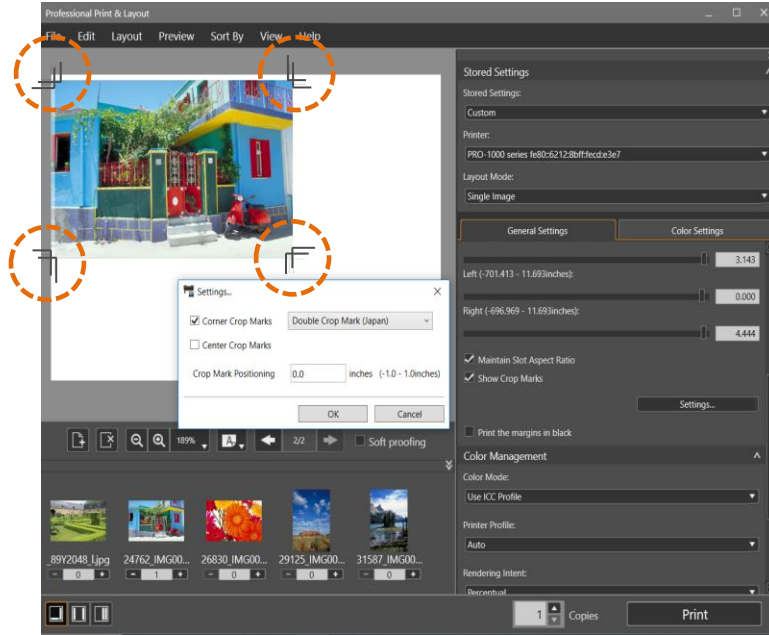 Professional Print & Layout
File Edit Layout Preview Sort By View Help
Stored Settings
Stored Settings:
Custom
Printer:
PRO-1000 series fe80::6212:8bff:fecd:e3e7
Layout Mode:
Single Image
General Settings Color Settings
3.143
Left (-701.413 - 11.693inches):
0.000
Right (-696.969 - 11.693inches):
4.444
Maintain Slot Aspect Ratio
Show Crop Marks
Settings...
Print the margins in black
Color Management
Color Mode:
Use ICC Profile
Printer Profile:
Auto
Rendering Intent:
Perceptual
Settings...
Corner Crop Marks Double Crop Mark (Japan)
Center Crop Marks
Crop Mark Positioning 0.0 inches (-1.0 - 1.0inches)
OK Cancel
189% A 2/2 Soft proofing
_89Y2048_l.jpg 24762_IMG00... 26830_IMG00... 29125_IMG00... 31587_IMG00...
- 0 + - 1 + - 0 + - 0 + - 0 +
1 Copies Print